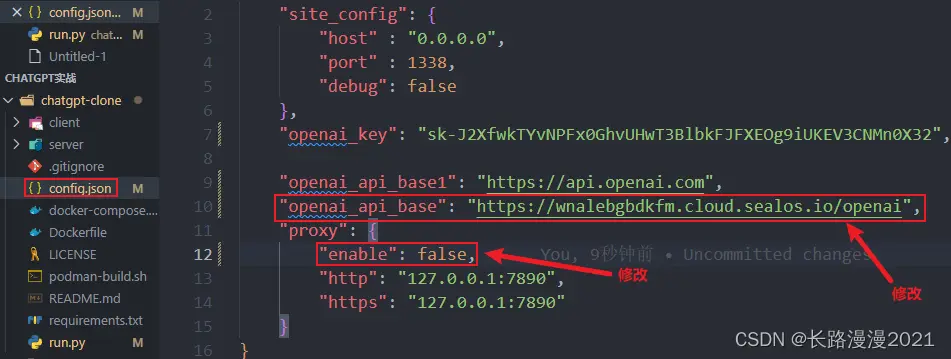 {} config.json... M
run.py chat... M
Untitled-1
CHATGPT实战
chatgpt-clone
client
server
.gitignore
{} config.json M
docker-compose....
Dockerfile
LICENSE
podman-build.sh
README.md
requirements.txt
run.py M
2 "site_config": {
3 "host" : "0.0.0.0",
4 "port" : 1338,
5 "debug": false
6 },
7 "openai_key": "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",
8
9 "openai_api_base1": "https://api.openai.com",
10 "openai_api_base": "https://wnalebgbdkfm.cloud.sealos.io/openai",
11 "proxy": {
12 "enable": false, You, 9秒钟前 • Uncommitted changes
13 "http": "127.0.0.1:7890",
修改
14 "https": "127.0.0.1:7890"
修改
15 }
16 }
CSDN @长路漫漫2021